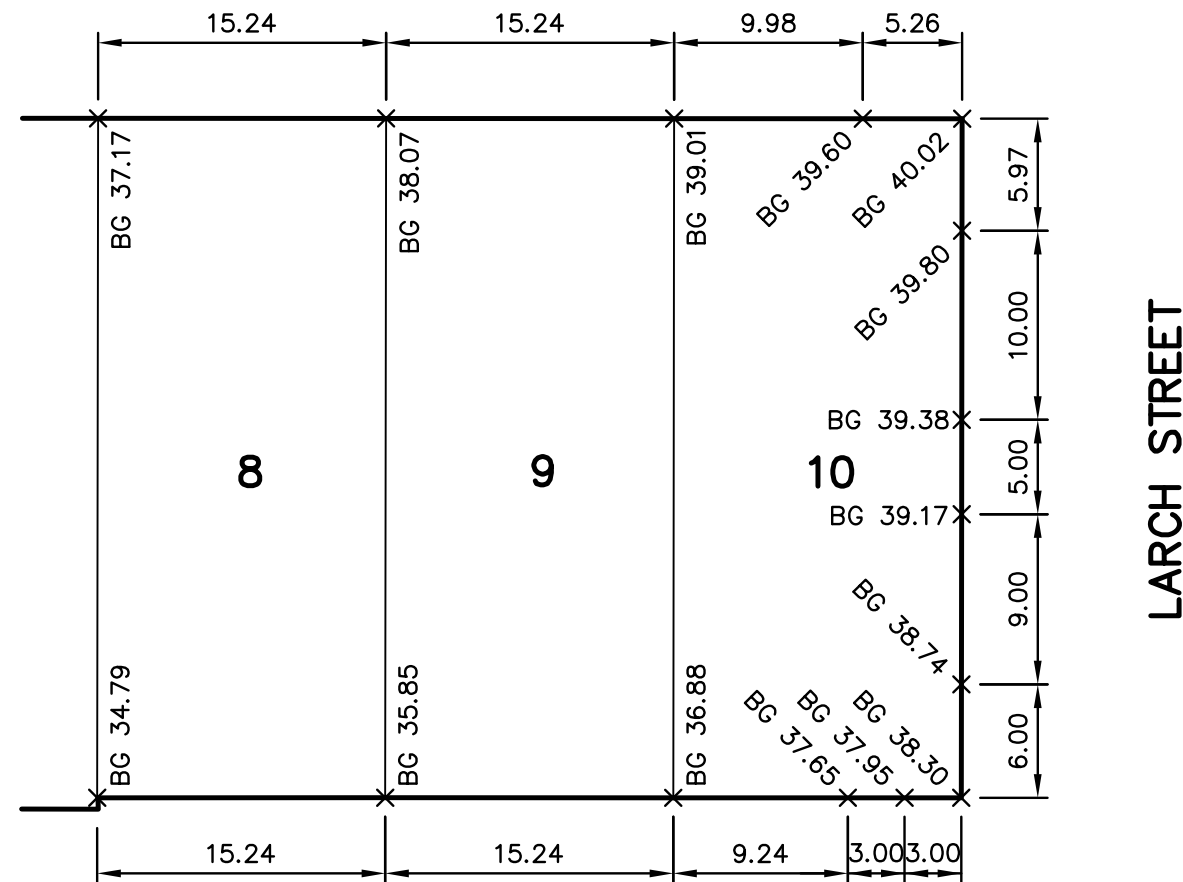 15.24
15.24
9.98
5.26
BG 37.17
BG 38.07
BG 39.01
BG 39.60
BG 40.02
5.97
BG 39.80
10.00
BG 39.38
8
9
10
5.00
BG 39.17
LARCH STREET
BG 38.74
9.00
BG 34.79
BG 35.85
BG 36.88
BG 37.65
BG 37.95
BG 38.30
6.00
15.24
15.24
9.24
3.00
3.00